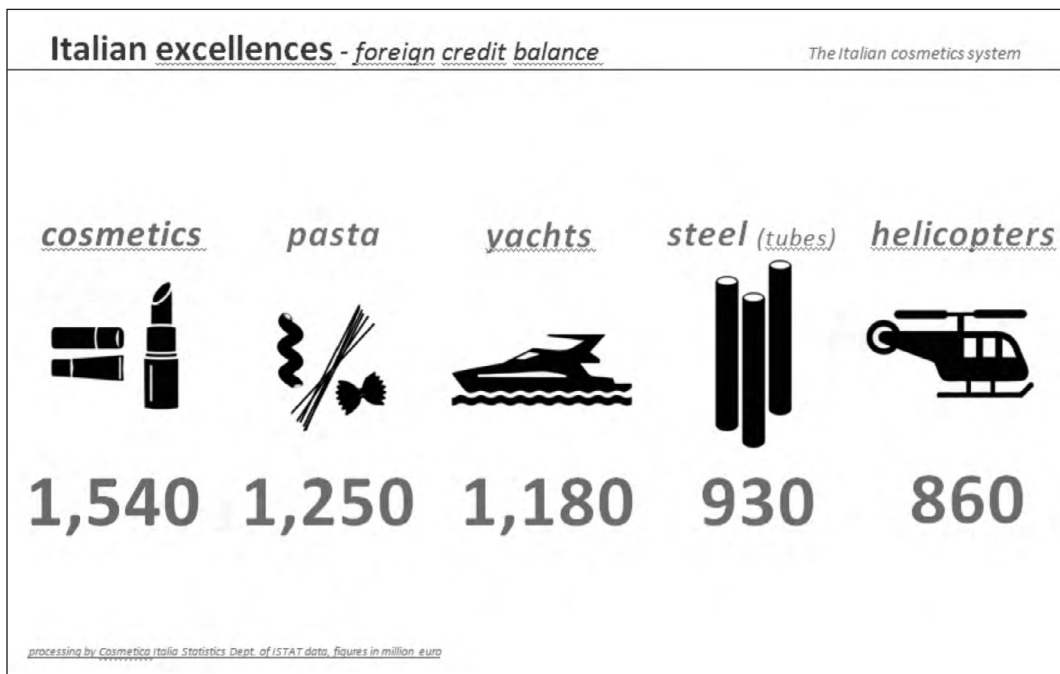 Italian excellences - foreign credit balance
The Italian cosmetics system
cosmetics pasta yachts steel (tubes) helicopters
1,540 1,250 1,180 930 860
processing by Cosmetica Italia Statistics Dept. of ISTAT data, figures in million euro